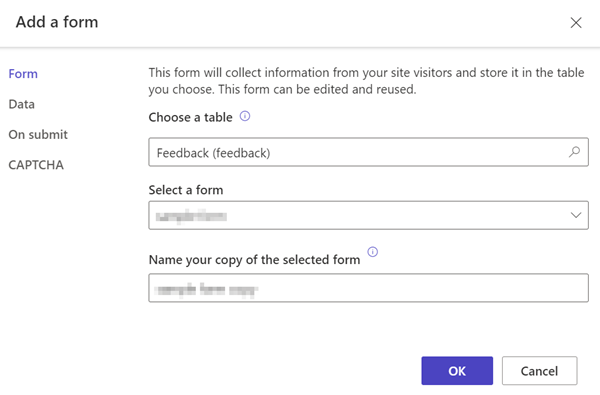 Add a form
Form
Data
On submit
CAPTCHA
This form will collect information from your site visitors and store it in the table
you choose. This form can be edited and reused.
Choose a table
Feedback (feedback)
Select a form
Name your copy of the selected form
OK
Cancel